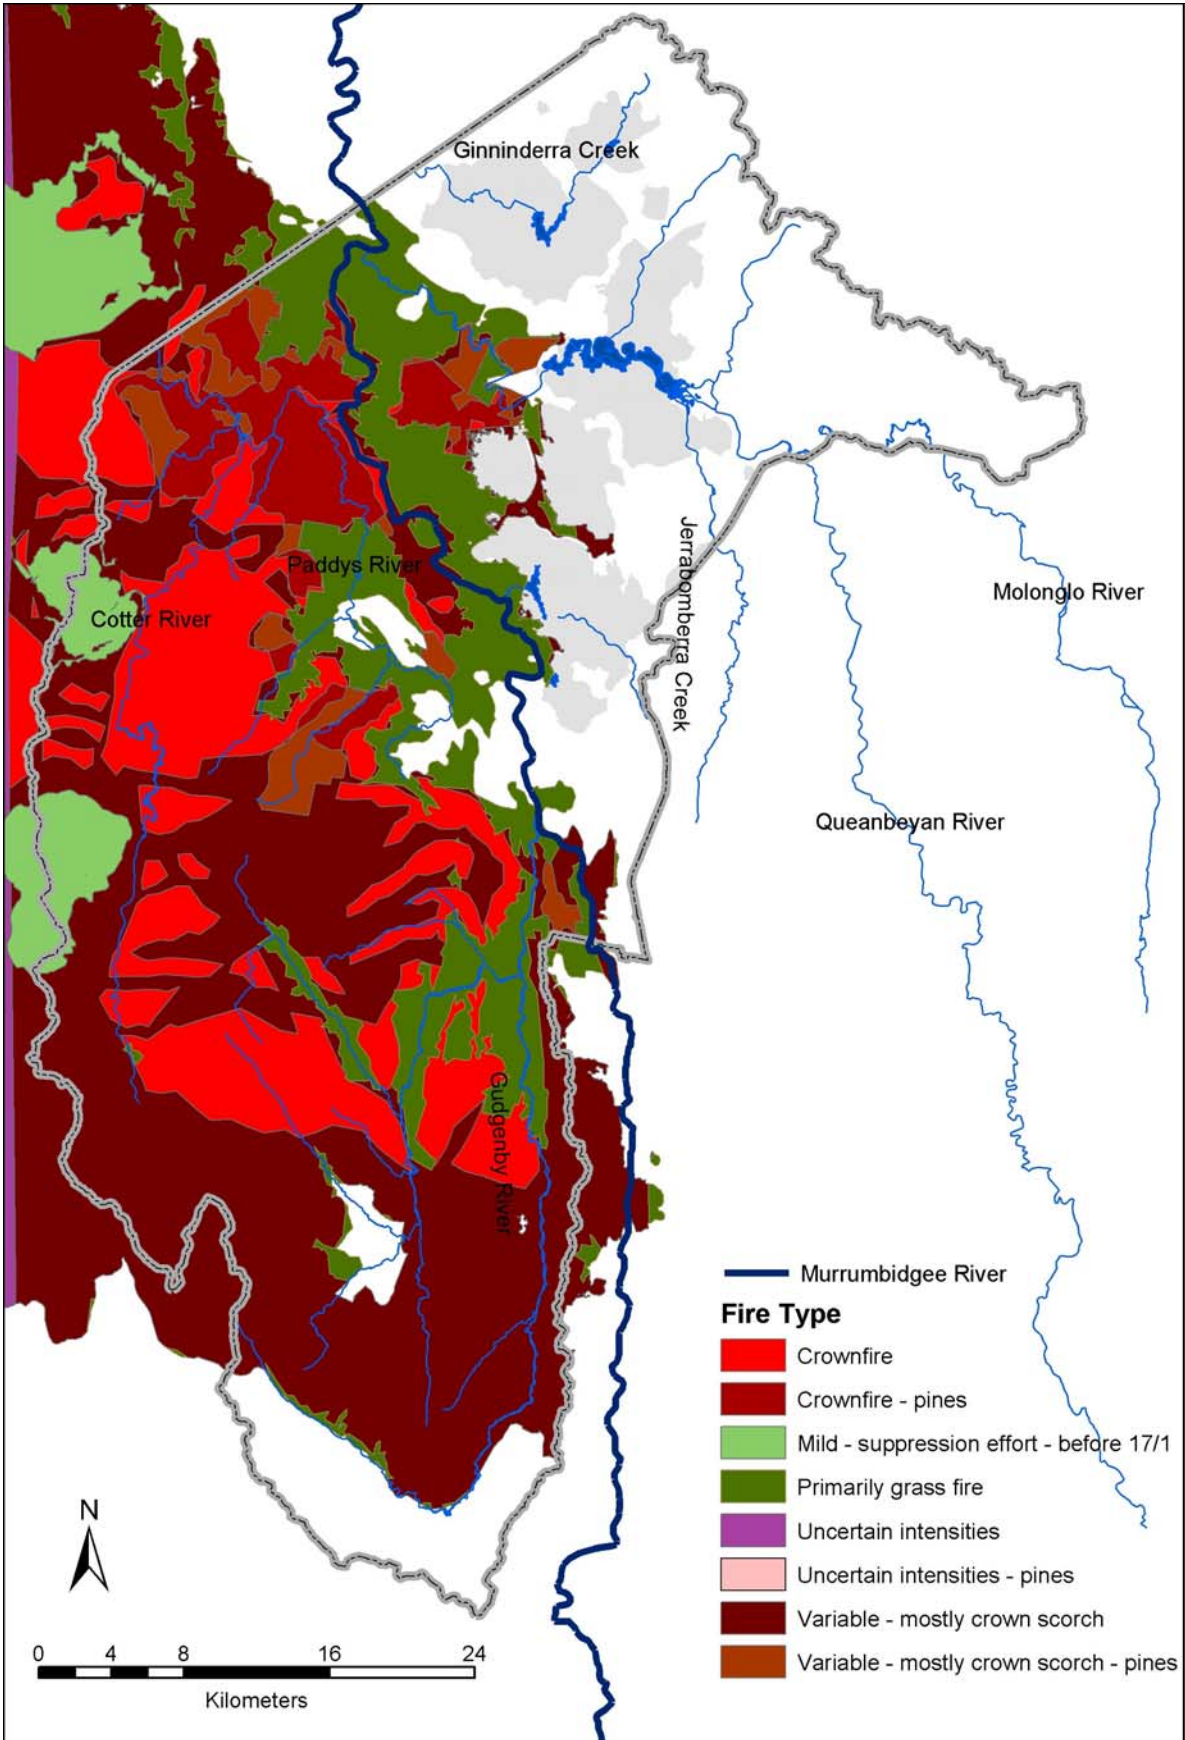 Ginninderra Creek
Jerrabomberra Creek
Paddys River
Molonglo River
Cotter River
Queanbeyan River
Gudgenby River
Murrumbidgee River
Fire Type
Crownfire
Crownfire - pines
Mild - suppression effort - before 17/1
Primarily grass fire
Uncertain intensities
Uncertain intensities - pines
Variable - mostly crown scorch
Variable - mostly crown scorch - pines
N
0 4 8 16 24
Kilometers